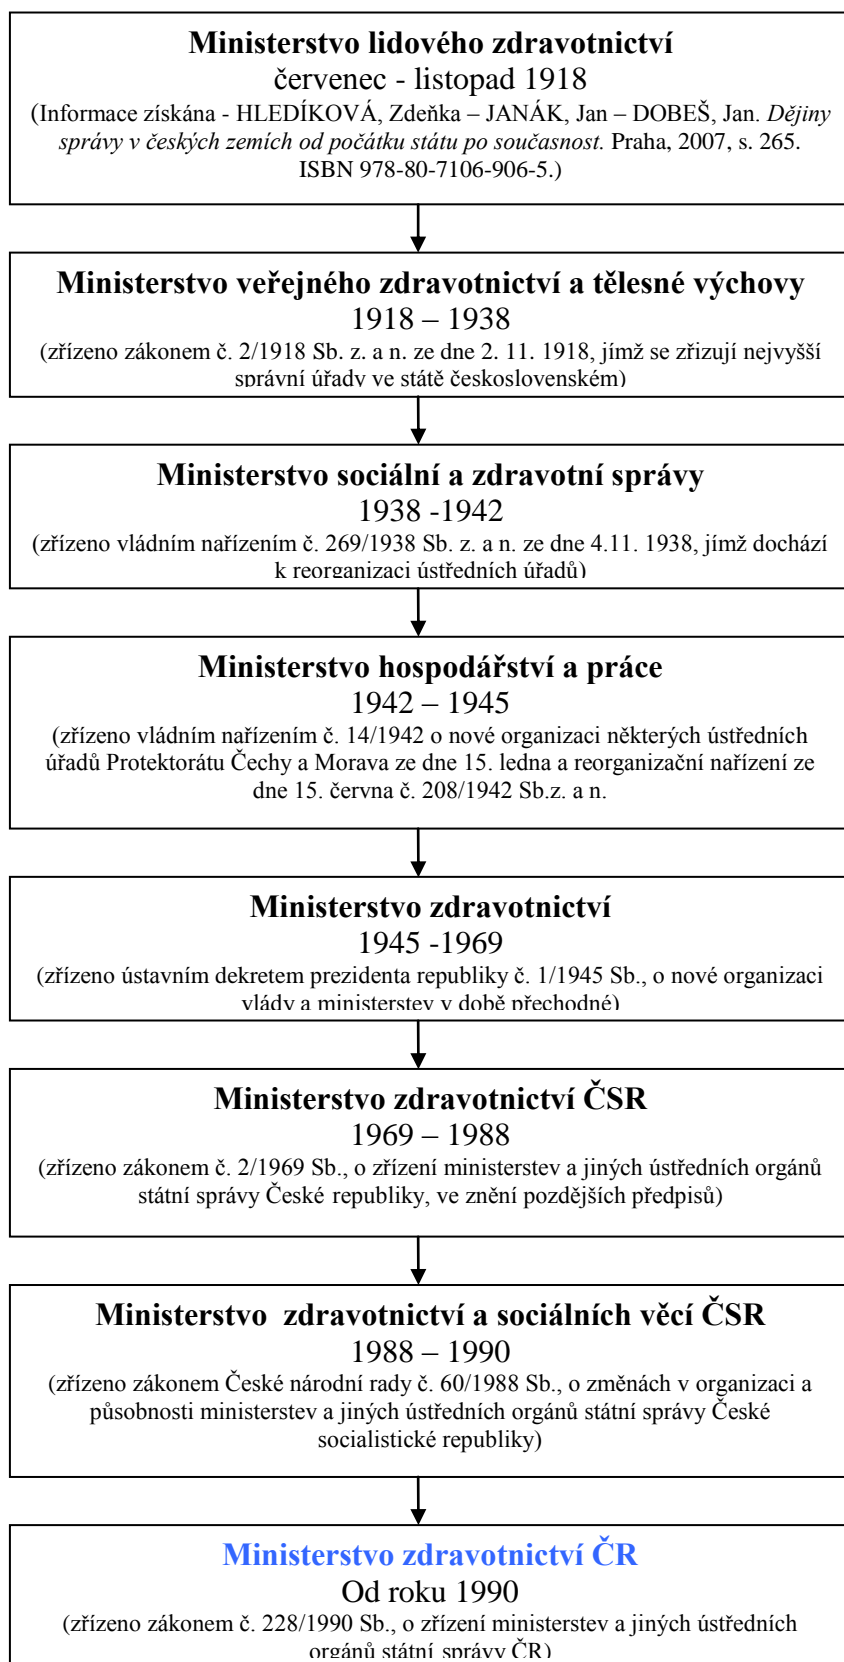 Ministerstvo lidového zdravotnictví
červenec - listopad 1918
(Informace získána - HLEDÍKOVÁ, Zdeňka – JANÁK, Jan – DOBEŠ, Jan. Dějiny
správy v českých zemích od počátku státu po současnost. Praha, 2007, s. 265.
ISBN 978-80-7106-906-5.)
Ministerstvo veřejného zdravotnictví a tělesné výchovy
1918 – 1938
(zřízeno zákonem č. 2/1918 Sb. z. a n. ze dne 2. 11. 1918, jímž se zřizují nejvyšší
správní úřady ve státě československém)
Ministerstvo sociální a zdravotní správy
1938 -1942
(zřízeno vládním nařízením č. 269/1938 Sb. z. a n. ze dne 4.11. 1938, jímž dochází
k reorganizaci ústředních úřadů)
Ministerstvo hospodářství a práce
1942 – 1945
(zřízeno vládním nařízením č. 14/1942 o nové organizaci některých ústředních
úřadů Protektorátu Čechy a Morava ze dne 15. ledna a reorganizační nařízení ze
dne 15. června č. 208/1942 Sb.z. a n.
Ministerstvo zdravotnictví
1945 -1969
(zřízeno ústavním dekretem prezidenta republiky č. 1/1945 Sb., o nové organizaci
vlády a ministerstev v době přechodné)
Ministerstvo zdravotnictví ČSR
1969 – 1988
(zřízeno zákonem č. 2/1969 Sb., o zřízení ministerstev a jiných ústředních orgánů
státní správy České republiky, ve znění pozdějších předpisů)
Ministerstvo zdravotnictví a sociálních věcí ČSR
1988 – 1990
(zřízeno zákonem České národní rady č. 60/1988 Sb., o změnách v organizaci a
působnosti ministerstev a jiných ústředních orgánů státní správy České
socialistické republiky)
Ministerstvo zdravotnictví ČR
Od roku 1990
(zřízeno zákonem č. 228/1990 Sb., o zřízení ministerstev a jiných ústředních
orgánů státní správy ČR)